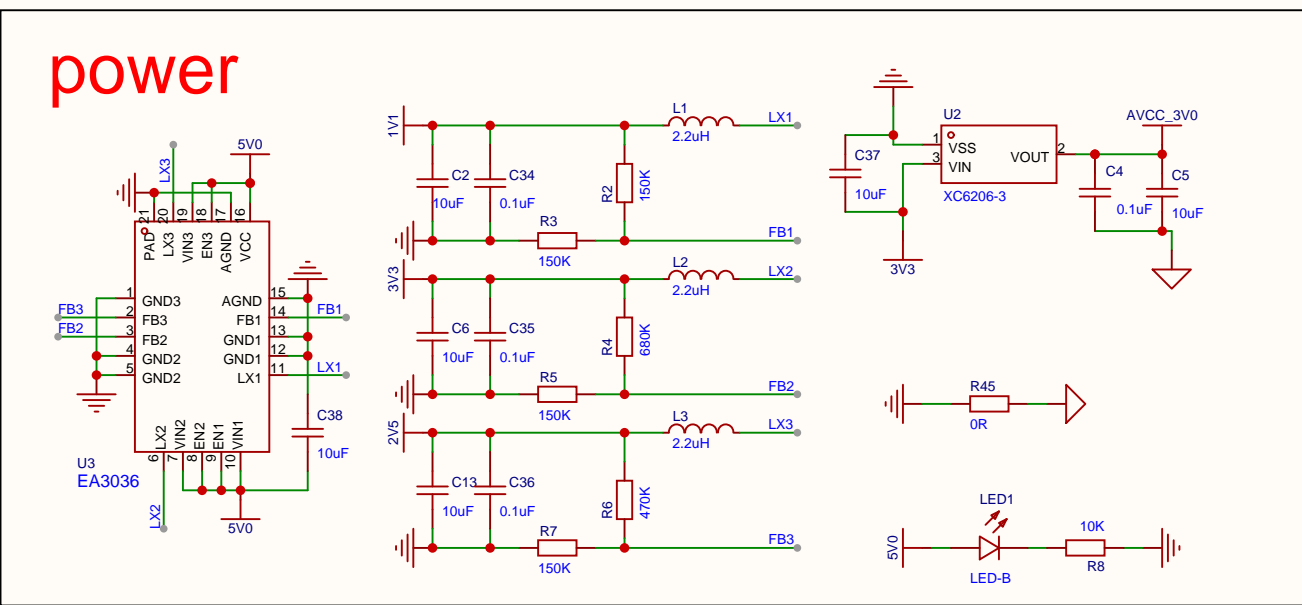 power
LX3
5V0
21
20
19
18
17
16
PAD
LX3
VIN3
EN3
AGND
VCC
1
GND3
FB3
2
FB3
FB2
3
FB2
4
GND2
5
GND2
AGND
15
FB1
14
FB1
GND1
13
GND1
12
LX1
11
LX1
LX2
VIN2
EN2
EN1
VIN1
6
7
8
9
10
U3
EA3036
LX2
5V0
C38
10uF
1V1
C2
10uF
C34
0.1uF
R2
150K
L1
2.2uH
LX1
R3
150K
FB1
3V3
C6
10uF
C35
0.1uF
R4
680K
L2
2.2uH
LX2
R5
150K
FB2
2V5
C13
10uF
C36
0.1uF
R6
470K
L3
2.2uH
LX3
R7
150K
FB3
U2
1
VSS
3
VIN
VOUT
2
XC6206-3
C37
10uF
3V3
AVCC_3V0
C4
0.1uF
C5
10uF
R45
0R
LED1
5V0
LED-B
10K
R8